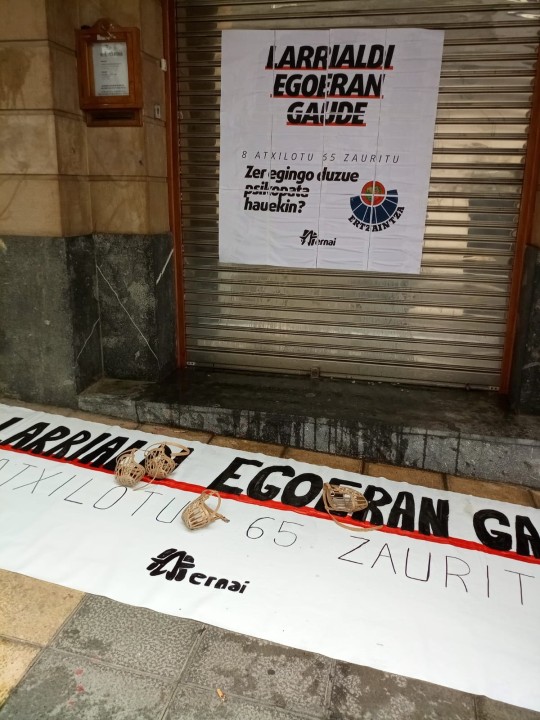 LARRIALDI
EGOERAN
GAUDE
8 ATXILOTU 65 ZAURITU
Zer egingo duzue
psikopata
hauekin?
ERTZAINTZA
ernai
LARRIAL EGOERAN GA
ATXILOTU 65 ZAURIT
ernai